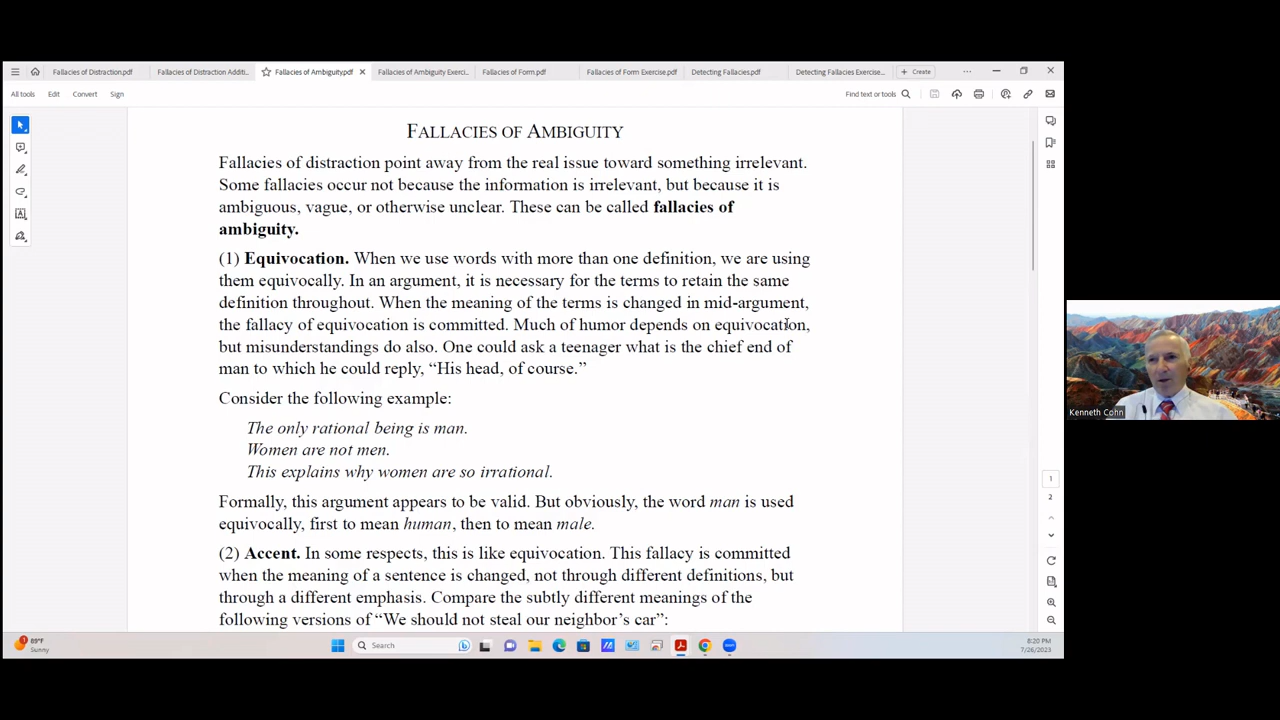 Fallacies of Distraction.pdf
Fallacies of Distraction Additi...
Fallacies of Ambiguity.pdf
Fallacies of Ambiguity Exerci...
Fallacies of Form.pdf
Fallacies of Form Exercise.pdf
Detecting Fallacies.pdf
Detecting Fallacies Exercise...
+ Create
All tools Edit Convert Sign
Find text or tools
FALLACIES OF AMBIGUITY
Fallacies of distraction point away from the real issue toward something irrelevant.
Some fallacies occur not because the information is irrelevant, but because it is
ambiguous, vague, or otherwise unclear. These can be called fallacies of
ambiguity.
(1) Equivocation. When we use words with more than one definition, we are using
them equivocally. In an argument, it is necessary for the terms to retain the same
definition throughout. When the meaning of the terms is changed in mid-argument,
the fallacy of equivocation is committed. Much of humor depends on equivocation,
but misunderstandings do also. One could ask a teenager what is the chief end of
man to which he could reply, “His head, of course.”
Consider the following example:
The only rational being is man.
Women are not men.
This explains why women are so irrational.
Formally, this argument appears to be valid. But obviously, the word man is used
equivocally, first to mean human, then to mean male.
(2) Accent. In some respects, this is like equivocation. This fallacy is committed
when the meaning of a sentence is changed, not through different definitions, but
through a different emphasis. Compare the subtly different meanings of the
following versions of “We should not steal our neighbor’s car”:
Kenneth Cohn
1
2
1
89°F
Sunny
Search
8:20 PM
7/26/2023